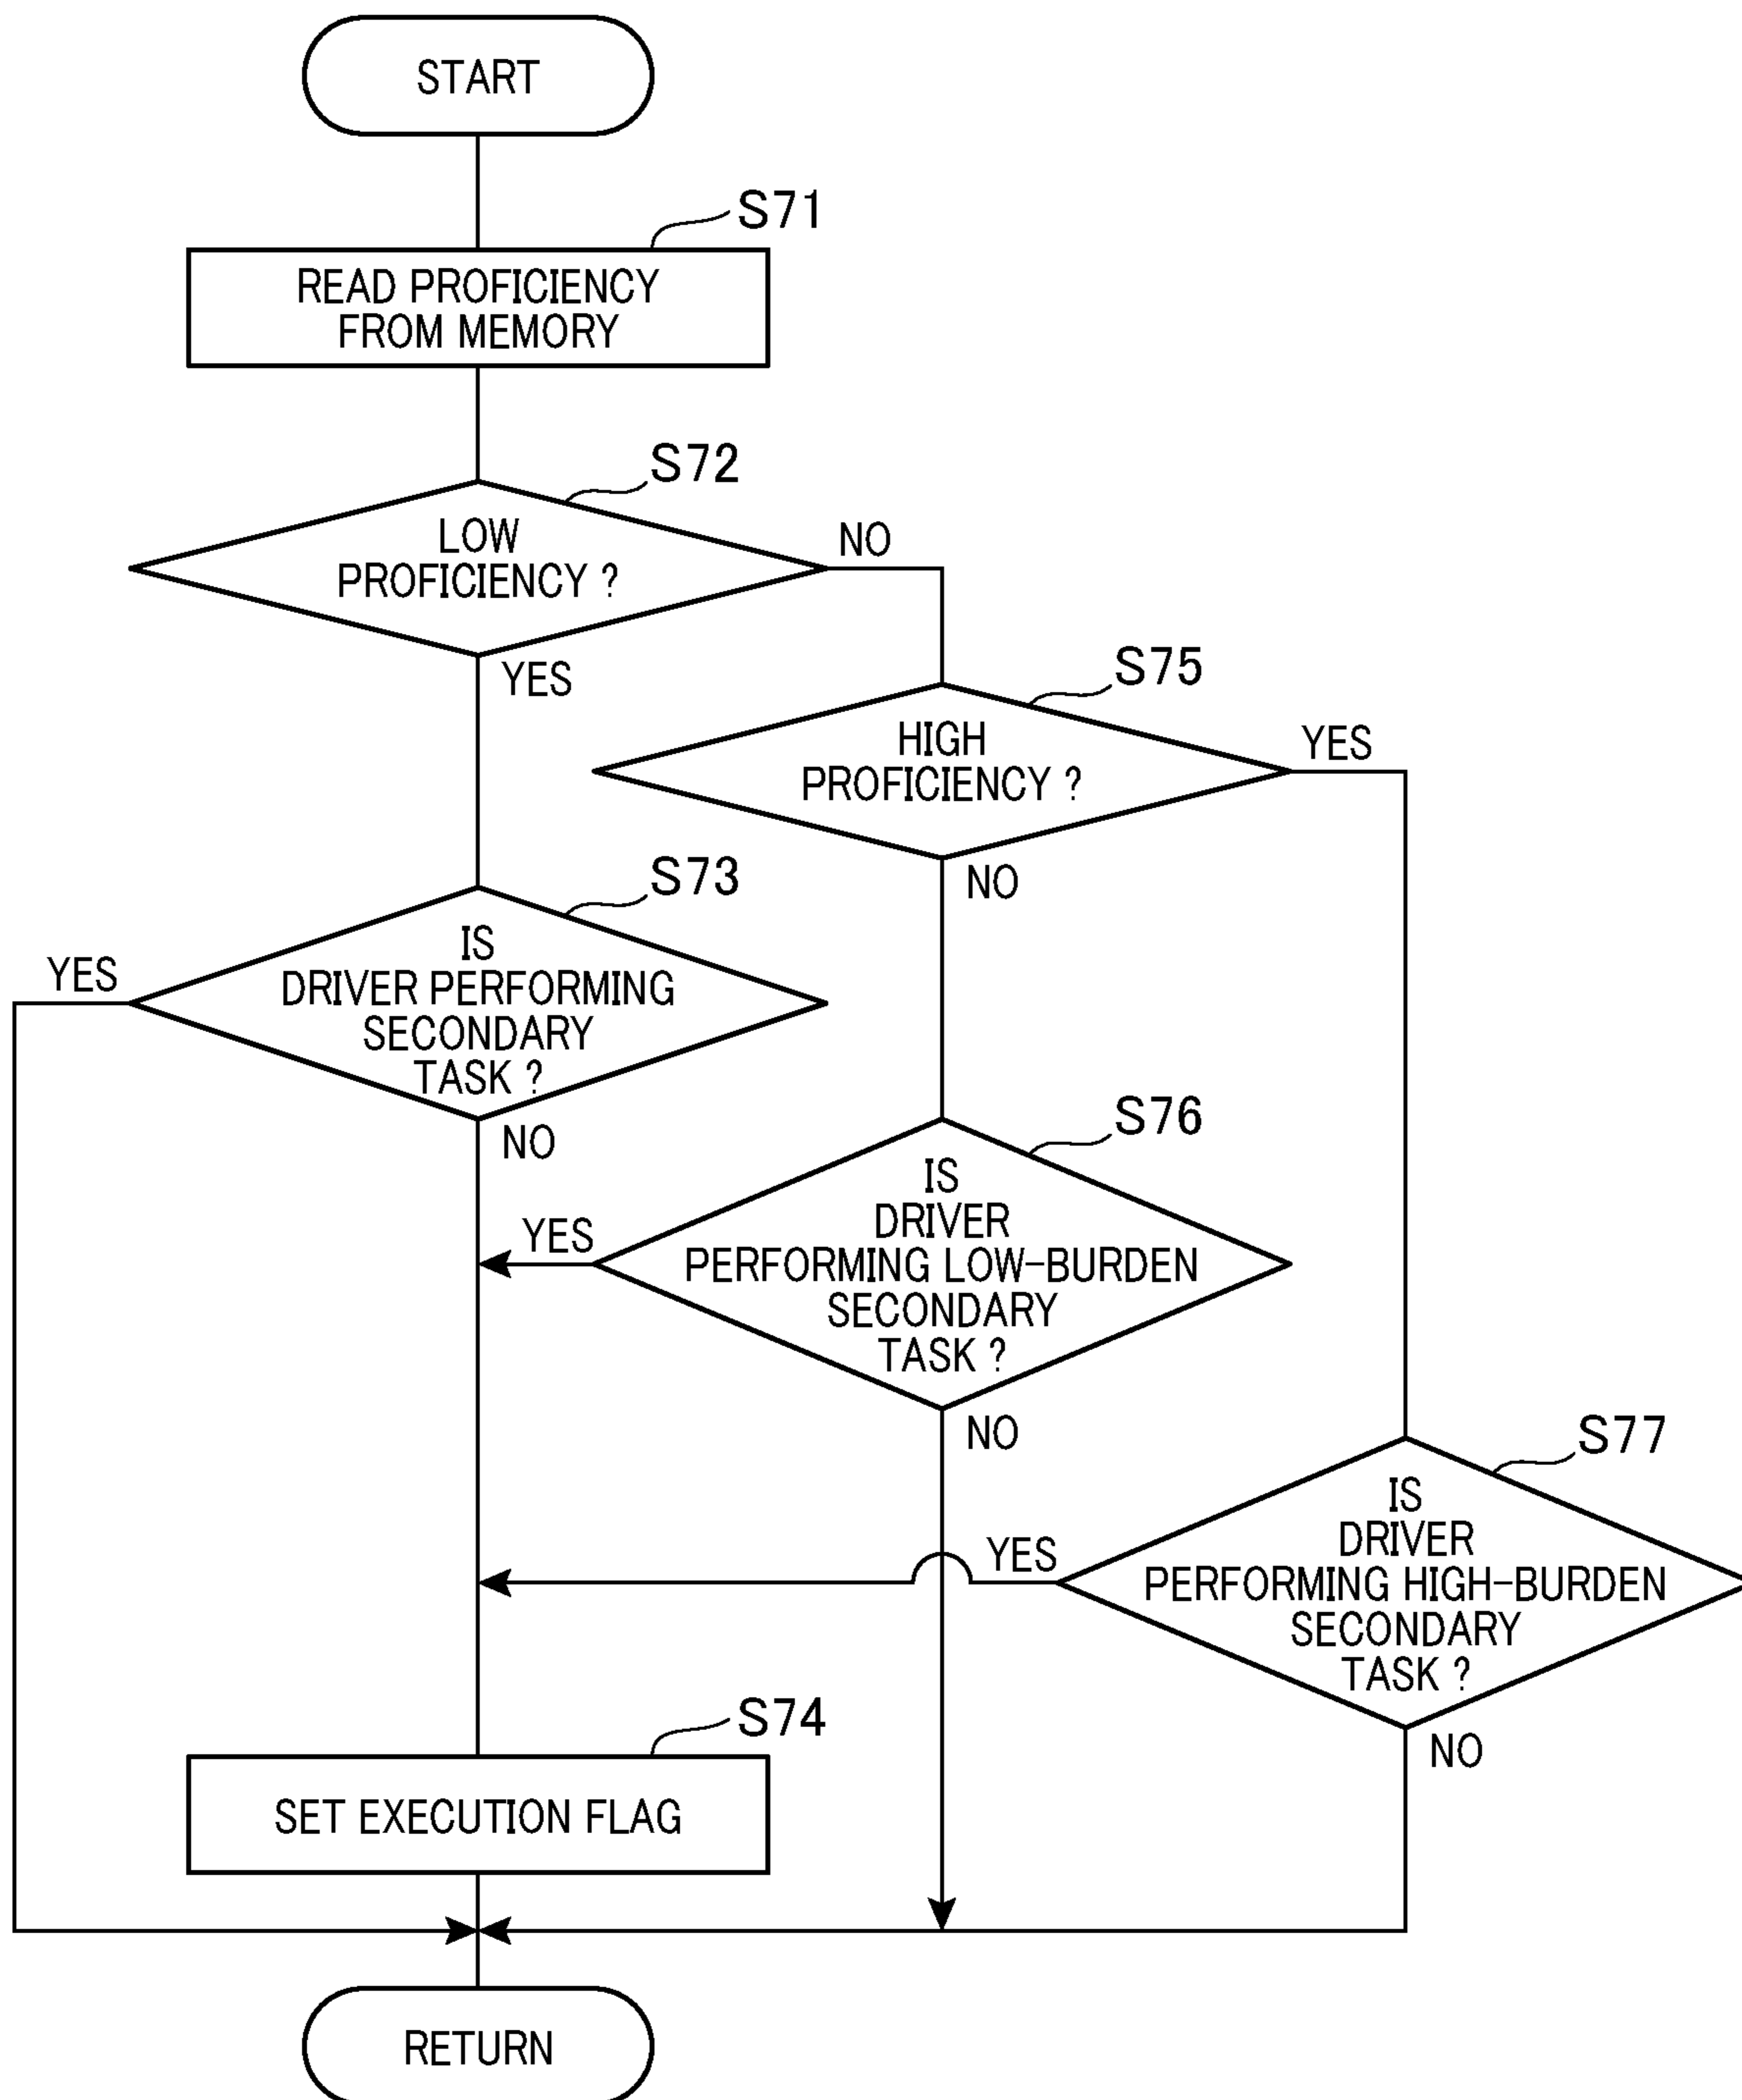 START
S71
READ PROFICIENCY
FROM MEMORY
S72
LOW
PROFICIENCY ?
NO
YES
S75
HIGH
PROFICIENCY ?
YES
NO
S73
IS
DRIVER PERFORMING
SECONDARY
TASK ?
YES
NO
S76
IS
DRIVER
PERFORMING LOW-BURDEN
SECONDARY
TASK ?
YES
NO
S77
IS
DRIVER
PERFORMING HIGH-BURDEN
SECONDARY
TASK ?
YES
NO
S74
SET EXECUTION FLAG
RETURN